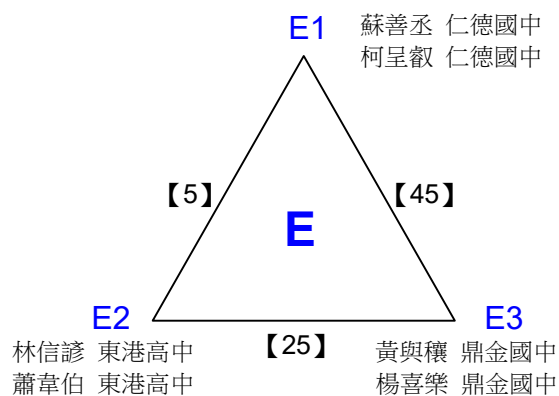 E1
蘇善丞 仁德國中
柯呈叡 仁德國中
【5】
【45】
E
E2
E3
林信諺 東港高中
蕭韋伯 東港高中
【25】
黃與穰 鼎金國中
楊喜樂 鼎金國中